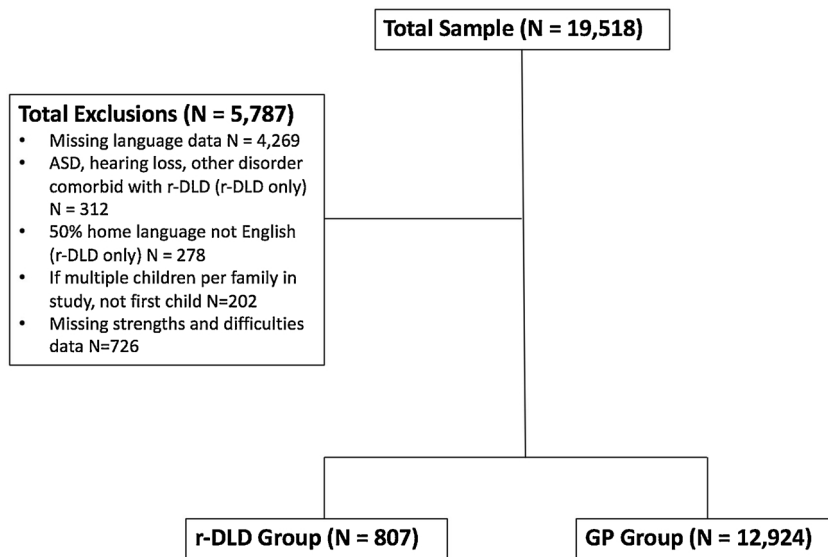 Total Sample (N = 19,518)
Total Exclusions (N = 5,787)
• Missing language data N = 4,269
• ASD, hearing loss, other disorder
comorbid with r-DLD (r-DLD only)
N = 312
• 50% home language not English
(r-DLD only) N = 278
• If multiple children per family in
study, not first child N=202
• Missing strengths and difficulties
data N=726
r-DLD Group (N = 807)
GP Group (N = 12,924)